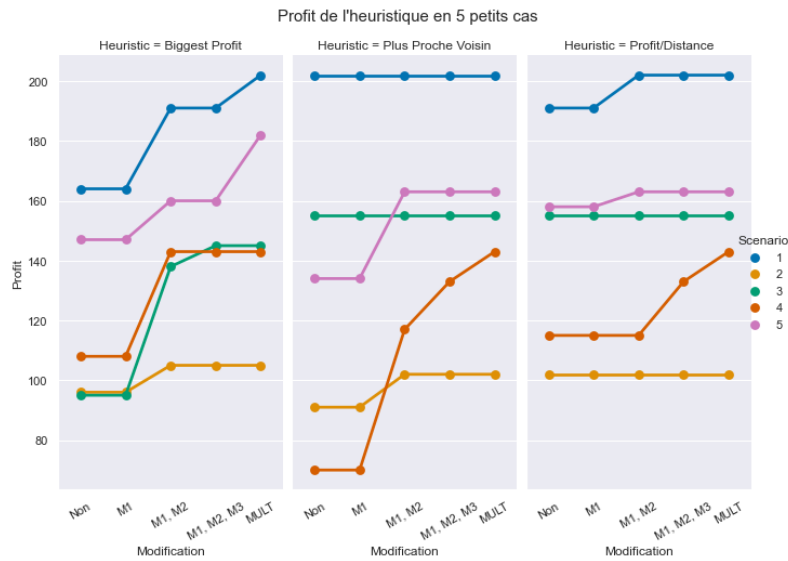 Profit de l'heuristique en 5 petits cas
Heuristic = Biggest Profit
Heuristic = Plus Proche Voisin
Heuristic = Profit/Distance
Profit
200
180
160
140
120
100
80
Non
M1
M1, M2
M1, M2, M3
MULT
Modification
Non
M1
M1, M2
M1, M2, M3
MULT
Modification
Non
M1
M1, M2
M1, M2, M3
MULT
Modification
Scenario
1
2
3
4
5